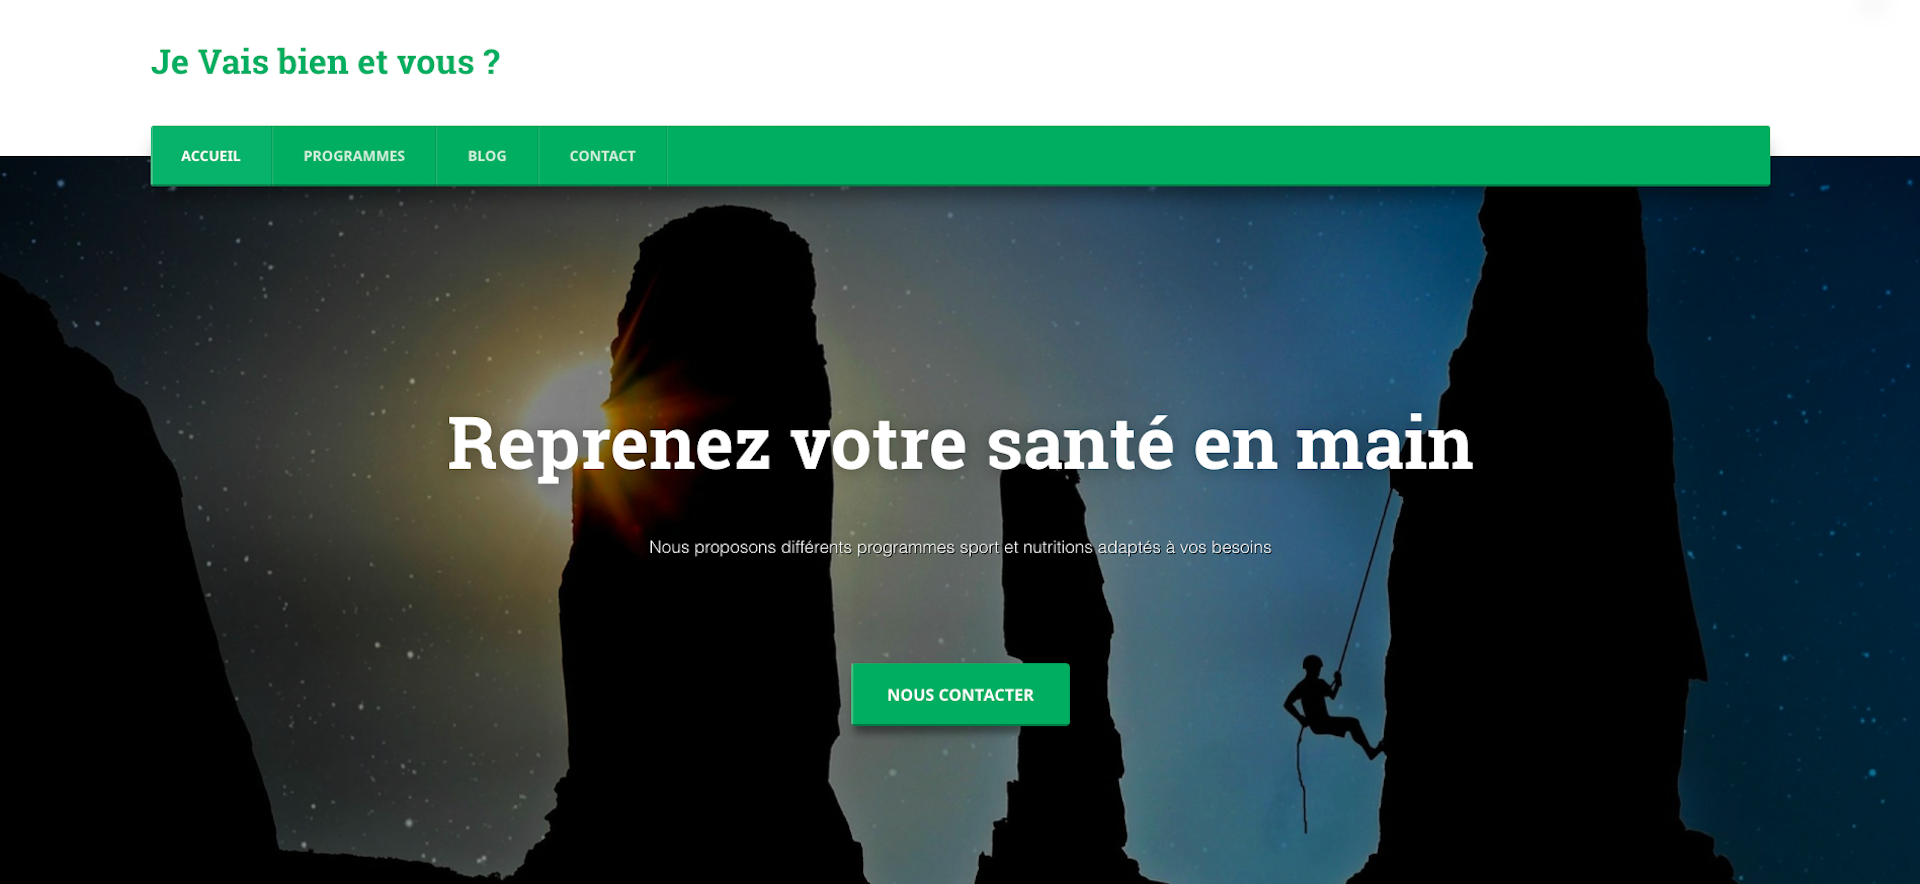 Je Vais bien et vous ?
ACCUEIL PROGRAMMES BLOG CONTACT
Reprenez votre santé en main
Nous proposons différents programmes sport et nutritions adaptés à vos besoins
NOUS CONTACTER